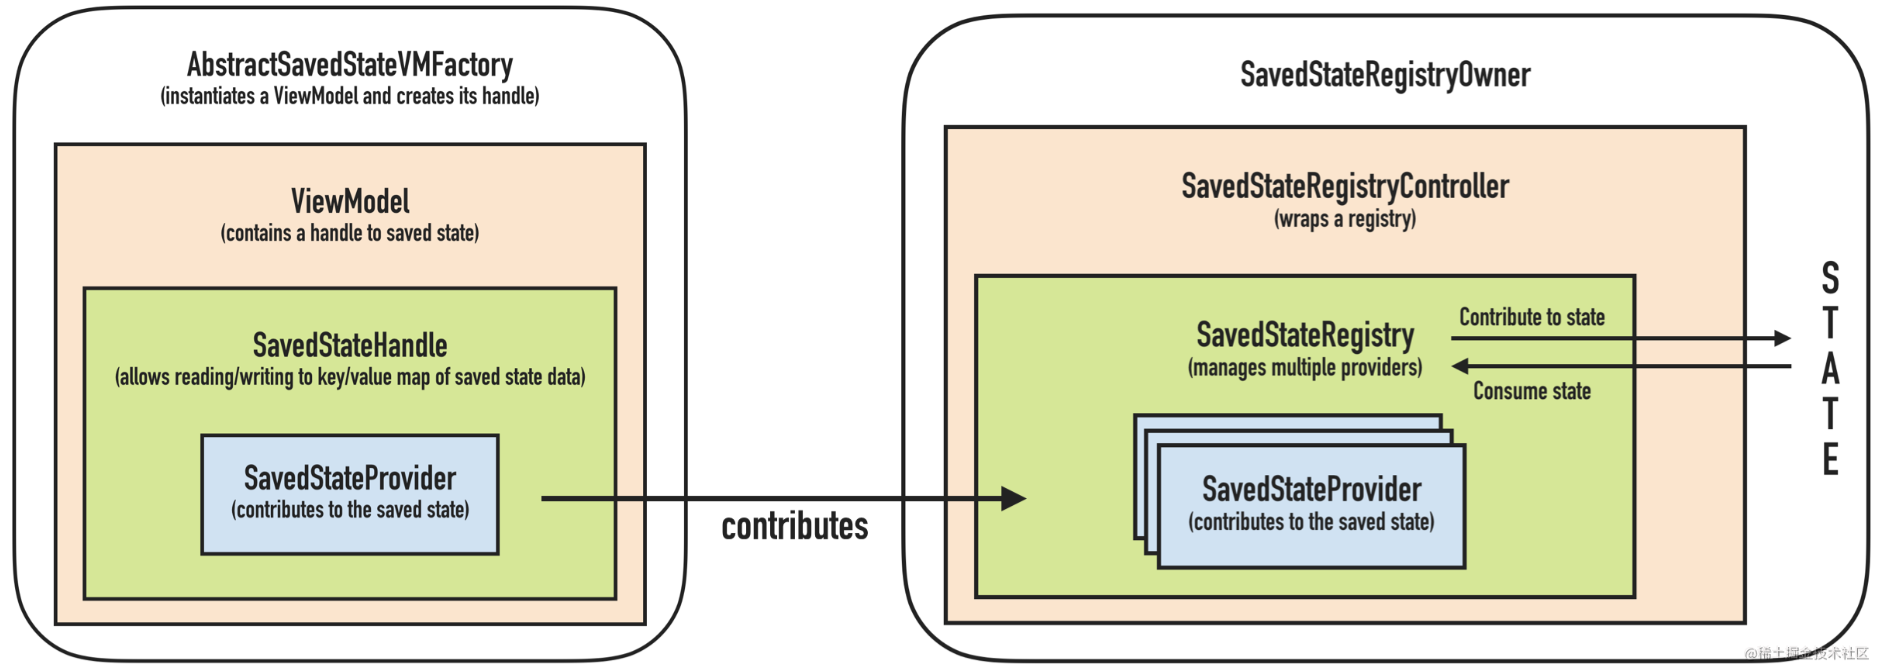 AbstractSavedStateVMFactory
(instantiates a ViewModel and creates its handle)
ViewModel
(contains a handle to saved state)
SavedStateHandle
(allows reading/writing to key/value map of saved state data)
SavedStateProvider
(contributes to the saved state)
contributes
SavedStateRegistryOwner
SavedStateRegistryController
(wraps a registry)
SavedStateRegistry
(manages multiple providers)
Contribute to state
Consume state
SavedStateProvider
(contributes to the saved state)
STATE
@稀土掘金技术社区